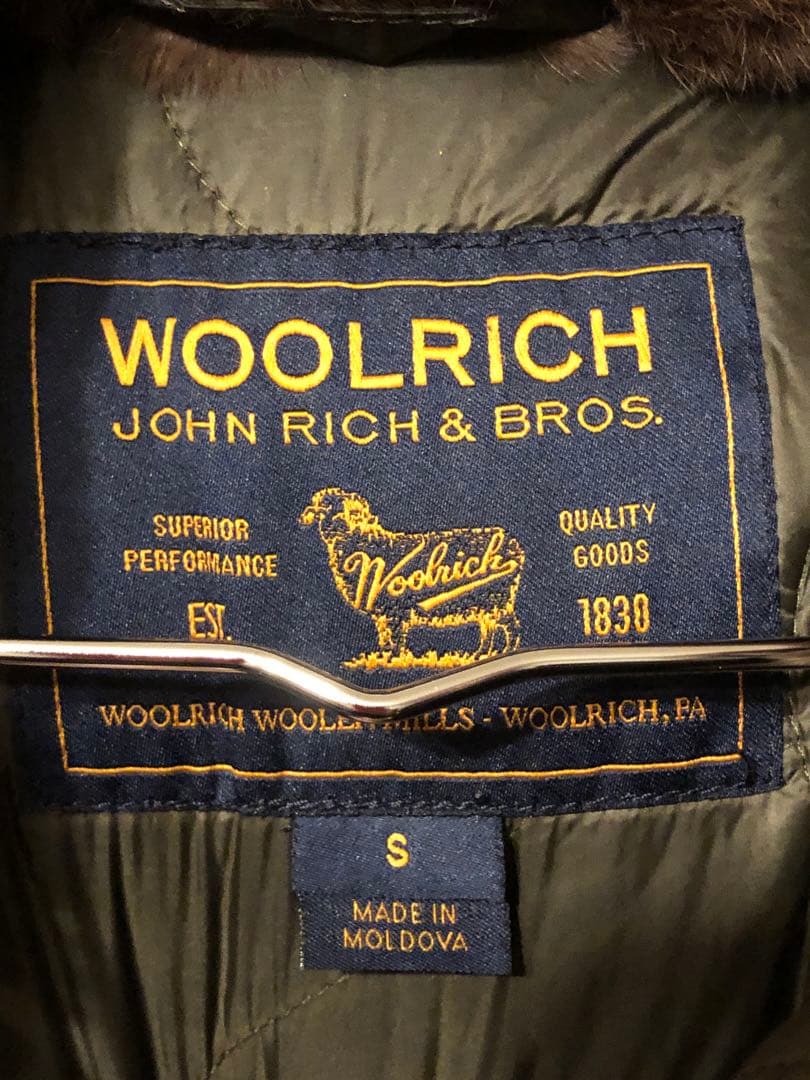 WOOLRICH
JOHN RICH & BROS.
SUPERIOR
PERFORMANCE
EST.
Woolrich
QUALITY
GOODS
1830
WOOLRICH WOOLEN MILLS - WOOLRICH, PA
S
MADE IN
MOLDOVA